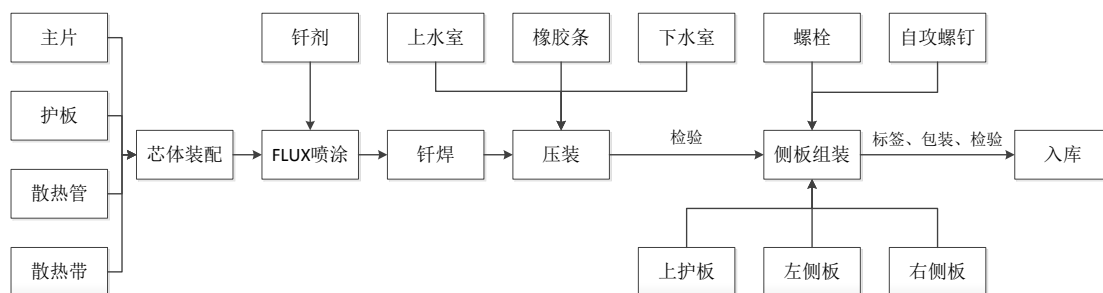 主片
钎剂
上水室
橡胶条
下水室
螺栓
自攻螺钉
护板
芯体装配
FLUX喷涂
钎焊
压装
检验
侧板组装
标签、包装、检验
入库
散热管
散热带
上护板
左侧板
右侧板